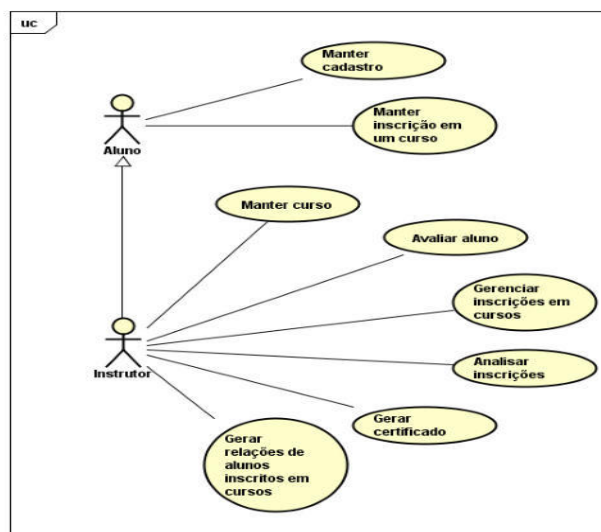 uc
Manter
cadastro
Manter
inscrição em
um curso
Aluno
Manter curso
Avaliar aluno
Gerenciar
inscrições em
cursos
Instrutor
Analisar
inscrições
Gerar
certificado
Gerar
relações de
alunos
inscritos em
cursos